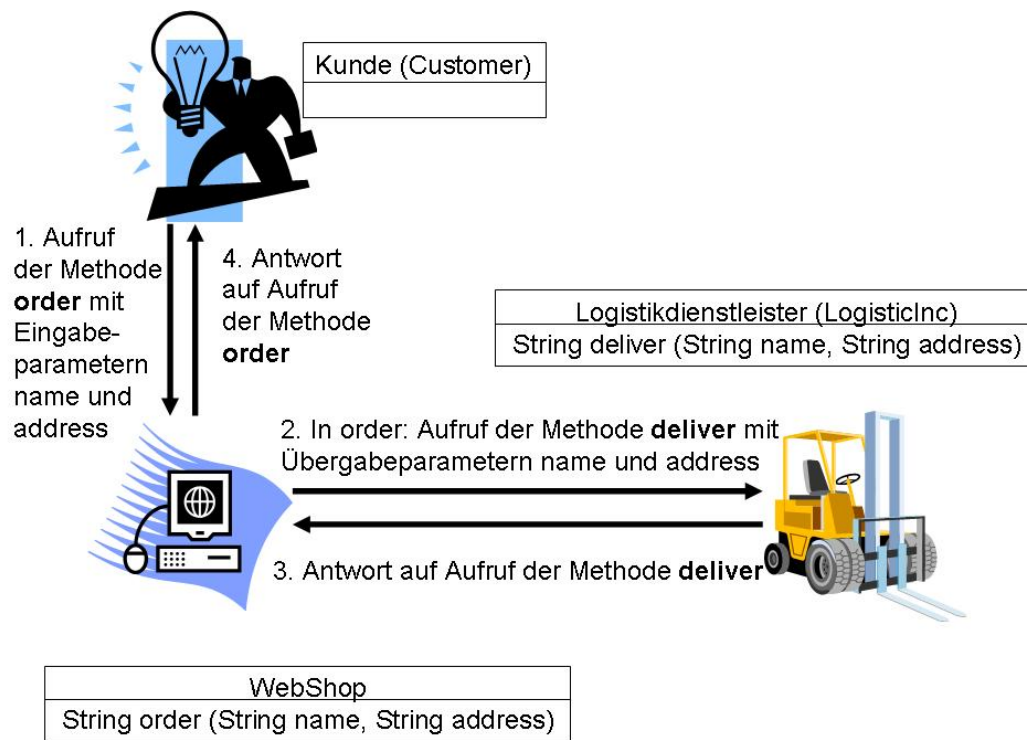 Kunde (Customer)
1. Aufruf
der Methode
order mit
Eingabe-
parametern
name und
address
4. Antwort
auf Aufruf
der Methode
order
Logistikdienstleister (LogisticInc)
String deliver (String name, String address)
2. In order: Aufruf der Methode deliver mit
Übergabeparametern name und address
3. Antwort auf Aufruf der Methode deliver
WebShop
String order (String name, String address)